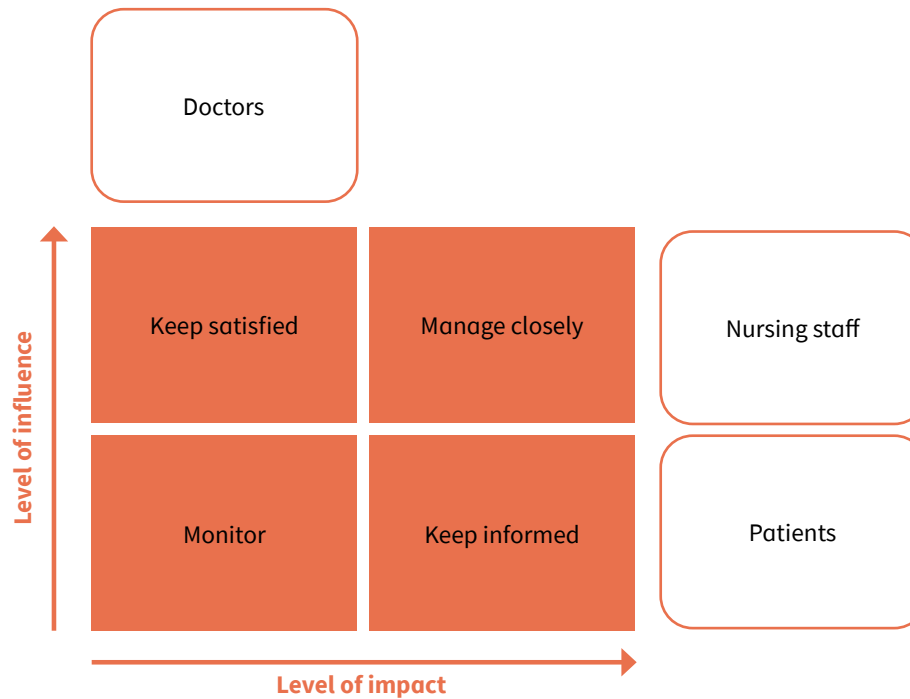 Doctors
Keep satisfied
Manage closely
Nursing staff
Level of influence
Monitor
Keep informed
Patients
Level of impact